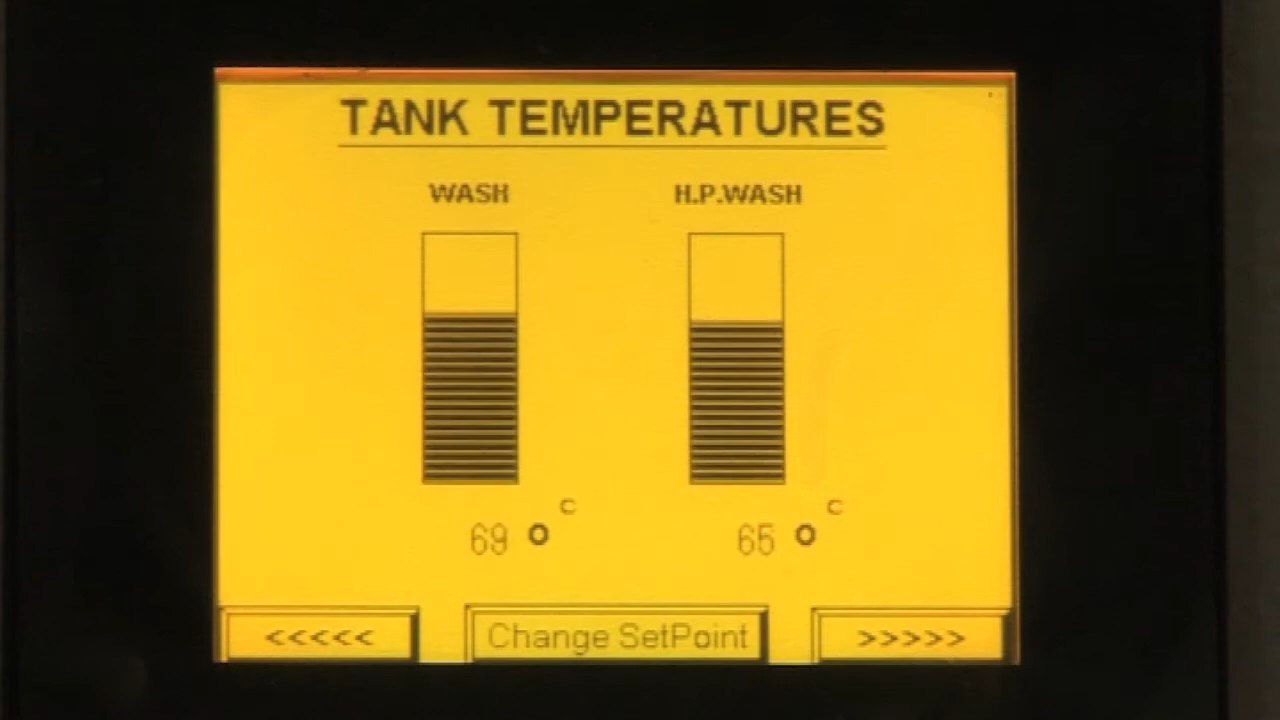 TANK TEMPERATURES
WASH H.P.WASH
C C
69 o 65 o
<<<<< Change SetPoint >>>>>